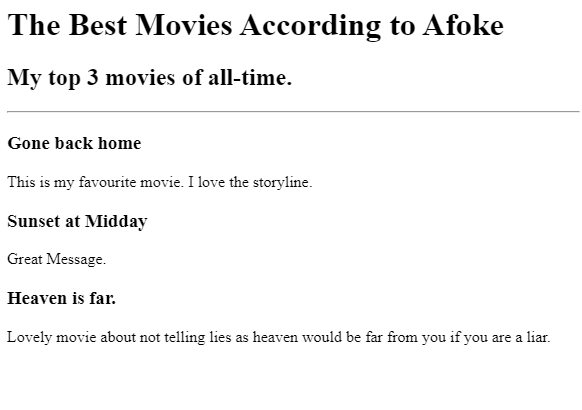 The Best Movies According to Afoke
My top 3 movies of all-time.
Gone back home
This is my favourite movie. I love the storyline.
Sunset at Midday
Great Message.
Heaven is far.
Lovely movie about not telling lies as heaven would be far from you if you are a liar.